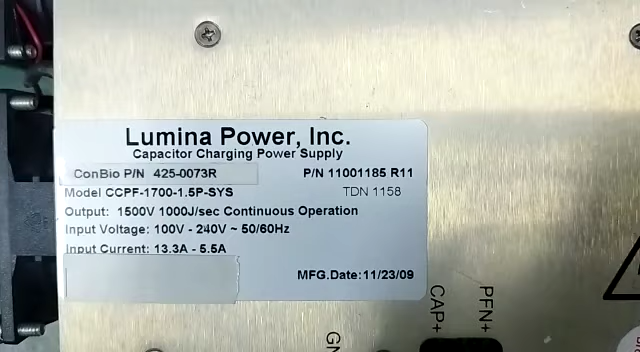 Lumina Power, Inc.
Capacitor Charging Power Supply
ConBio P/N 425-0073R P/N 11001185 R11
Model CCPF-1700-1.5P-SYS TDN 1158
Output: 1500V 1000J/sec Continuous Operation
Input Voltage: 100V - 240V ~ 50/60Hz
Input Current: 13.3A - 5.5A
MFG.Date:11/23/09
CAP+
PFN+